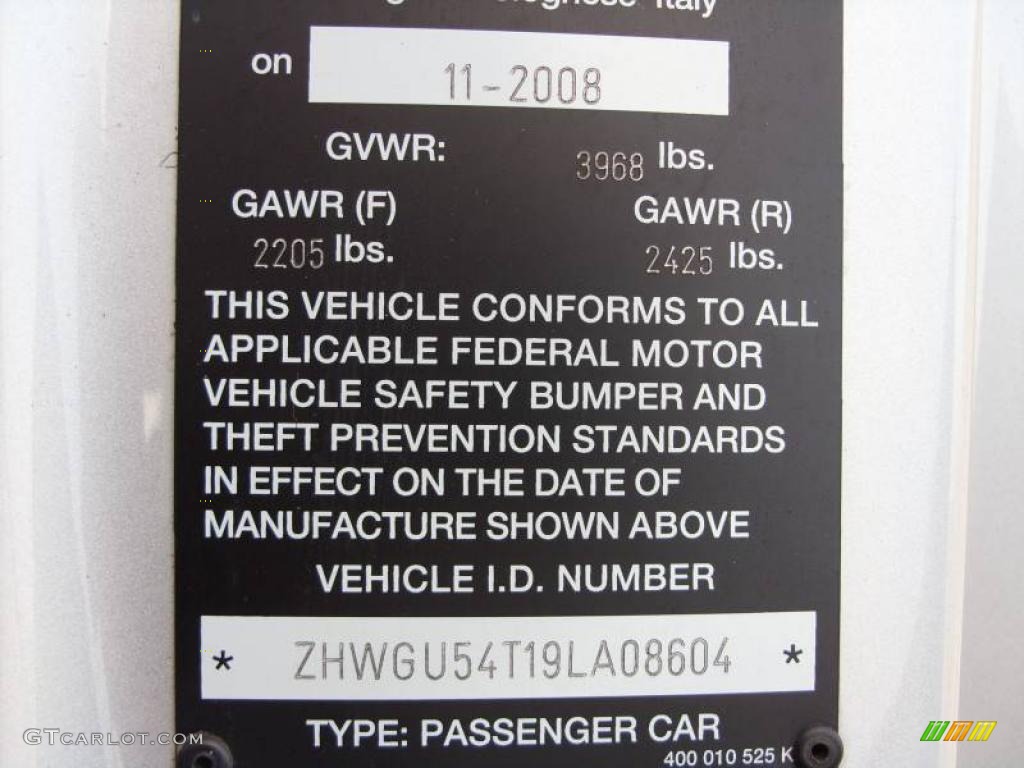 Italy
on 11-2008
GVWR: 3968 lbs.
GAWR (F) GAWR (R)
2205 lbs. 2425 lbs.
THIS VEHICLE CONFORMS TO ALL
APPLICABLE FEDERAL MOTOR
VEHICLE SAFETY BUMPER AND
THEFT PREVENTION STANDARDS
IN EFFECT ON THE DATE OF
MANUFACTURE SHOWN ABOVE
VEHICLE I.D. NUMBER
* ZHWGU54T19LA08604 *
TYPE: PASSENGER CAR
400 010 525 K
GTCARLOT.COM